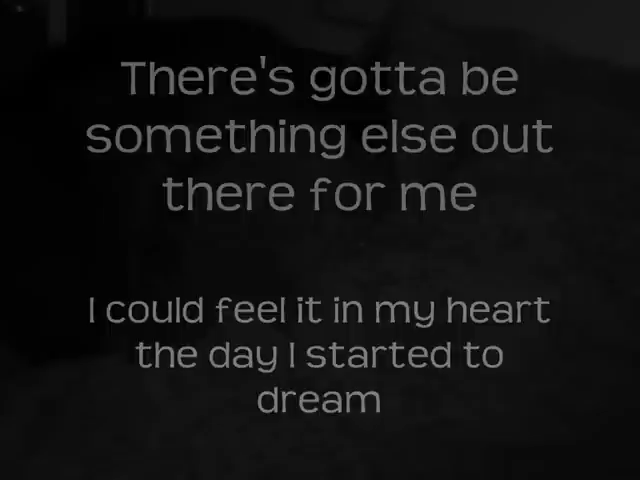 There's gotta be
something else out
there for me
I could feel it in my heart
the day I started to
dream